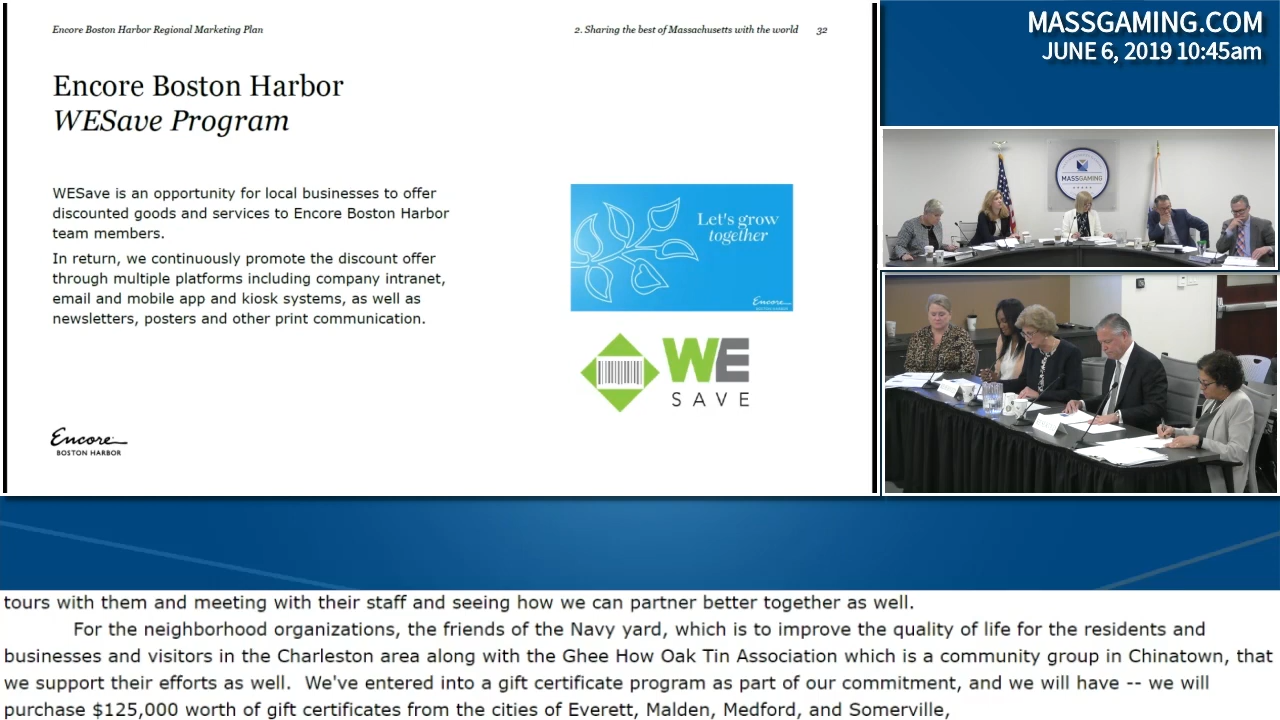 Encore Boston Harbor Regional Marketing Plan
2. Sharing the best of Massachusetts with the world 32
Encore Boston Harbor
WESave Program
WESave is an opportunity for local businesses to offer
discounted goods and services to Encore Boston Harbor
team members.
In return, we continuously promote the discount offer
through multiple platforms including company intranet,
email and mobile app and kiosk systems, as well as
newsletters, posters and other print communication.
Let's grow
together
Encore
BOSTON HARBOR
WE
SAVE
Encore
BOSTON HARBOR
MASSGAMING.COM
JUNE 6, 2019 10:45am
MASSGAMING
tours with them and meeting with their staff and seeing how we can partner better together as well.
For the neighborhood organizations, the friends of the Navy yard, which is to improve the quality of life for the residents and
businesses and visitors in the Charleston area along with the Ghee How Oak Tin Association which is a community group in Chinatown, that
we support their efforts as well. We've entered into a gift certificate program as part of our commitment, and we will have -- we will
purchase $125,000 worth of gift certificates from the cities of Everett, Malden, Medford, and Somerville,